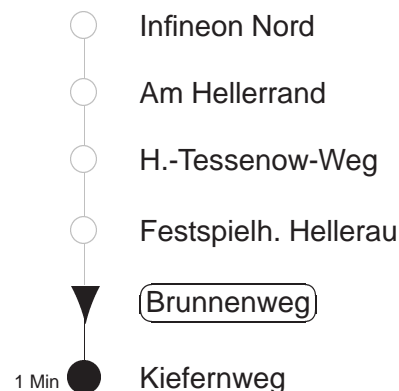 Infineon Nord
Am Hellerrand
H.-Tessenow-Weg
Festspielh. Hellerau
Brunnenweg
1 Min Kiefernweg